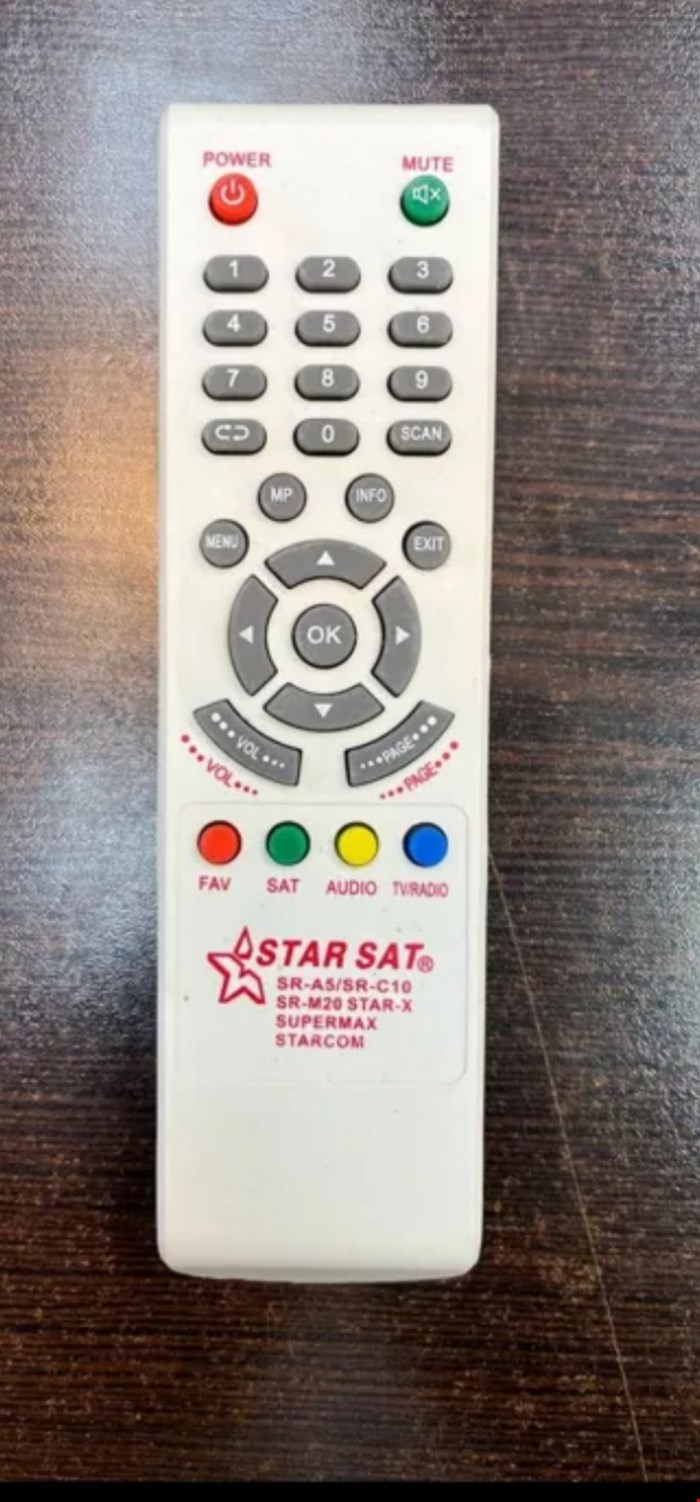 POWER MUTE
1 2 3
4 5 6
7 8 9
0 SCAN
MP INFO
MENU EXIT
OK
VOL PAGE
VOL PAGE
FAV SAT AUDIO TV/RADIO
STAR SAT®
SR-A5/SR-C10
SR-M20 STAR-X
SUPERMAX
STARCOM